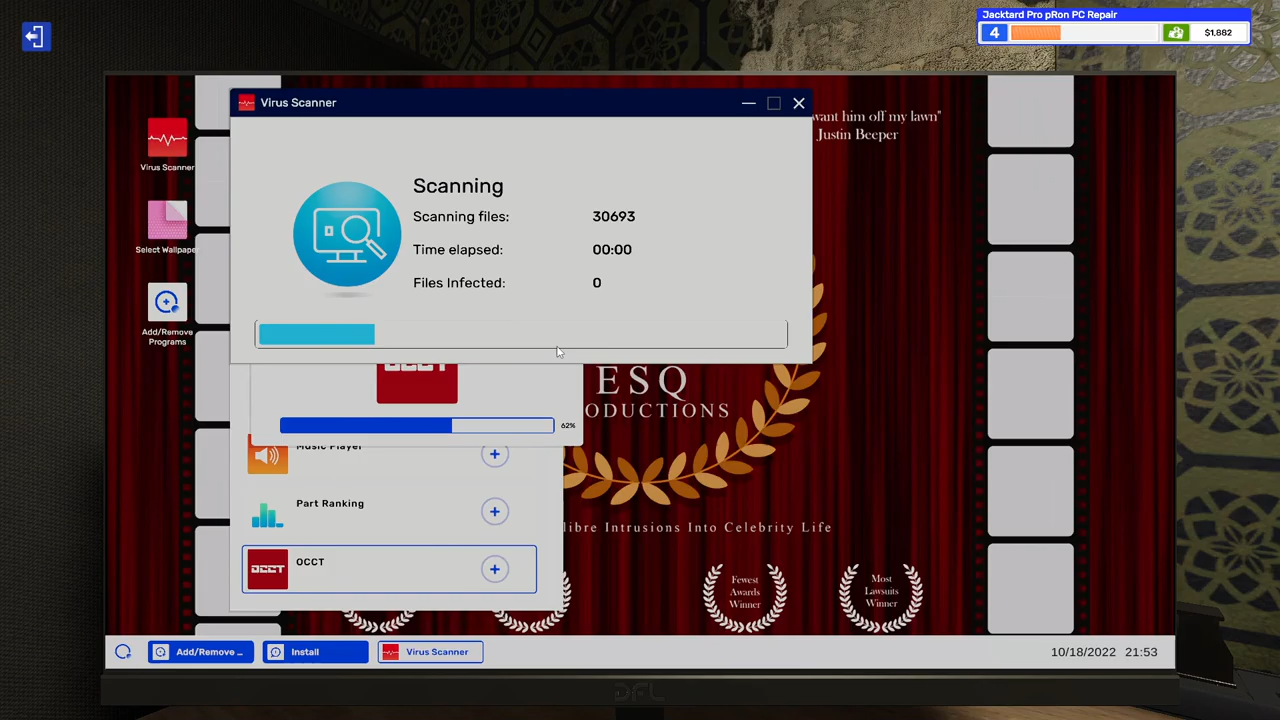 Jacktard Pro pRon PC Repair
4
$1,882
Virus Scanner
want him off my lawn"
Justin Beeper
Virus Scanner
Scanning
Scanning files: 30693
Time elapsed: 00:00
Files Infected: 0
Select Wallpape
Add/Remove
Programs
OCCT
62%
ESQ
ODUCTIONS
Music Player
Part Ranking
OCCT
OCCT
libre Intrusions Into Celebrity Life
Fewest
Awards
Winner
Most
Lawsuits
Winner
Add/Remove ...
Install
Virus Scanner
10/18/2022 21:53
DFL